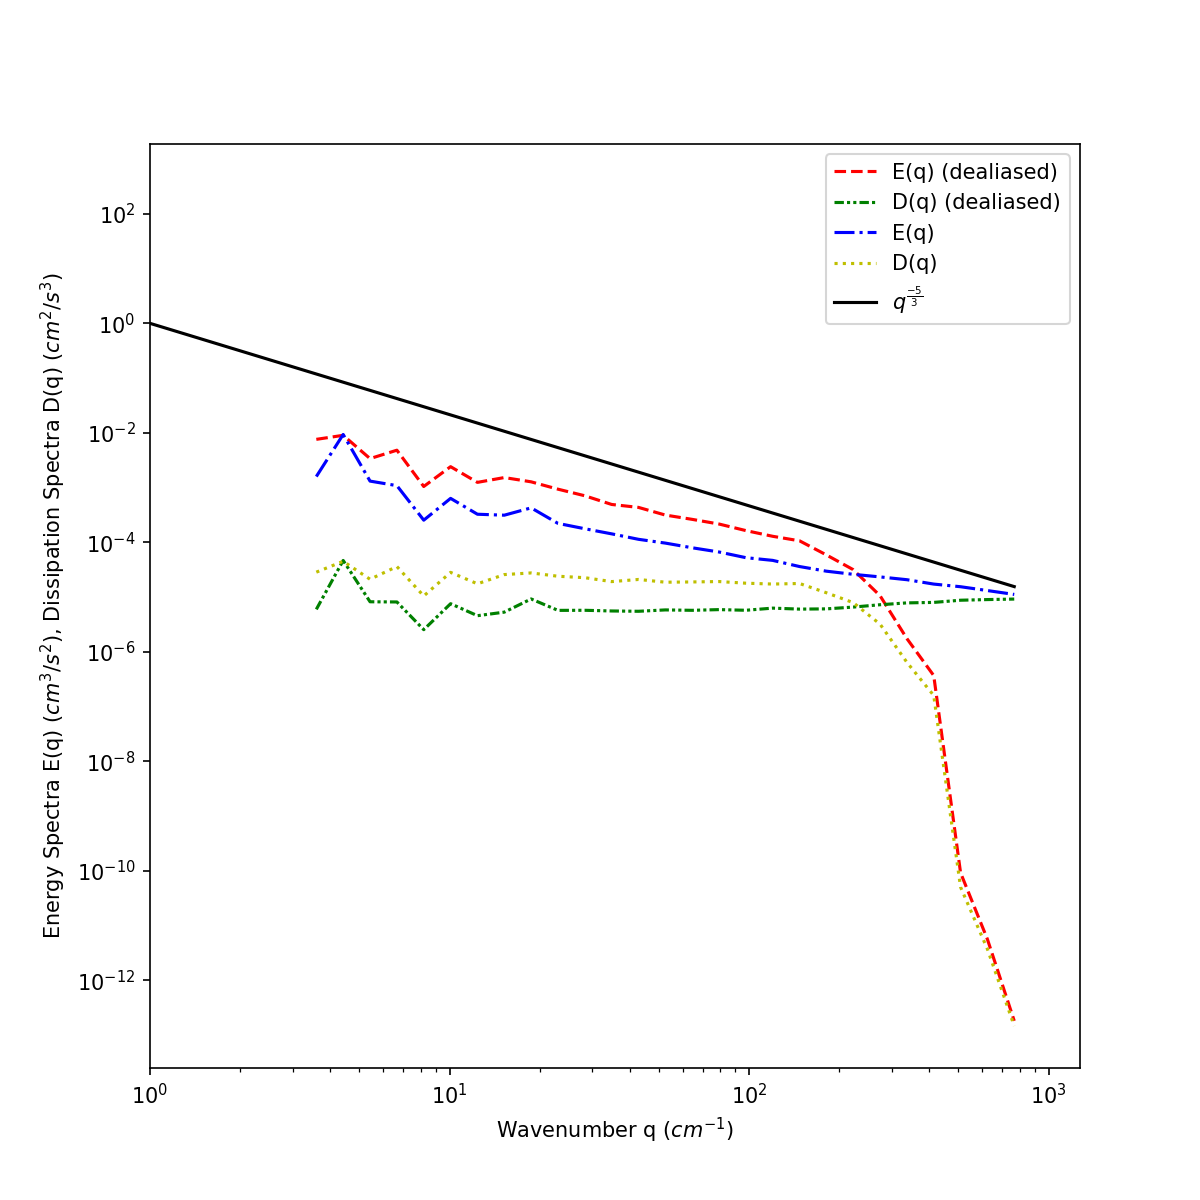 E(q) (dealiased)
D(q) (dealiased)
E(q)
D(q)
$q^{\frac{-5}{3}}$
Energy Spectra E(q) ($cm^3/s^2$), Dissipation Spectra D(q) ($cm^2/s^3$)
$10^2$
$10^0$
$10^{-2}$
$10^{-4}$
$10^{-6}$
$10^{-8}$
$10^{-10}$
$10^{-12}$
$10^0$ $10^1$ $10^2$ $10^3$
Wavenumber q ($cm^{-1}$)